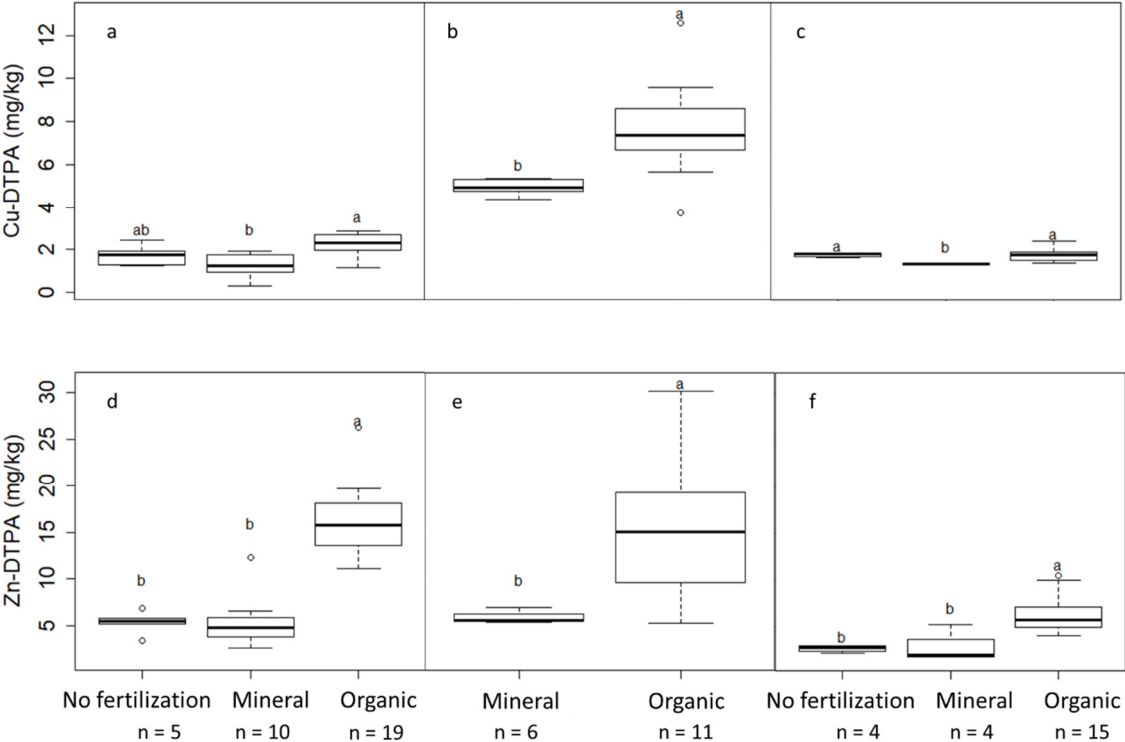 Cu-DTPA (mg/kg)
12
10
8
6
4
2
0
a
ab
b
a
b
b
a
c
a
b
a
Zn-DTPA (mg/kg)
30
25
20
15
10
5
d
b
b
a
e
b
a
f
b
b
a
No fertilization Mineral Organic Mineral Organic No fertilization Mineral Organic
n = 5 n = 10 n = 19 n = 6 n = 11 n = 4 n = 4 n = 15